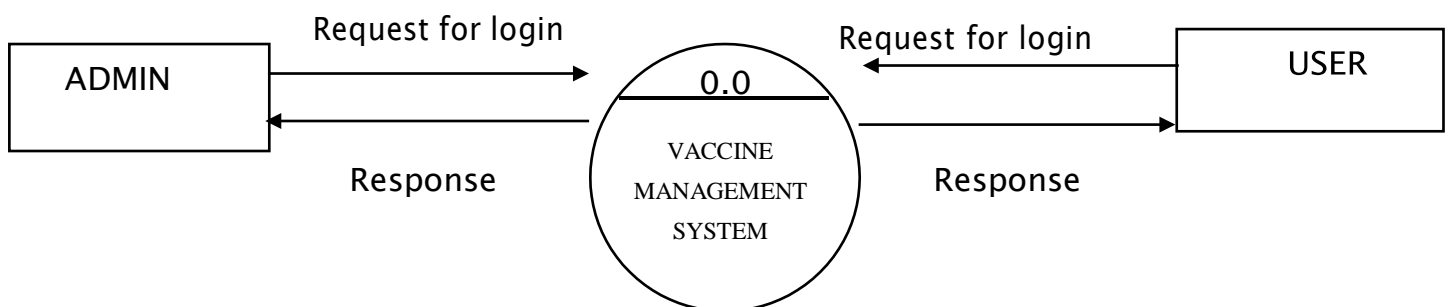 Request for login
Request for login
ADMIN
0.0
USER
VACCINE
MANAGEMENT
SYSTEM
Response
Response